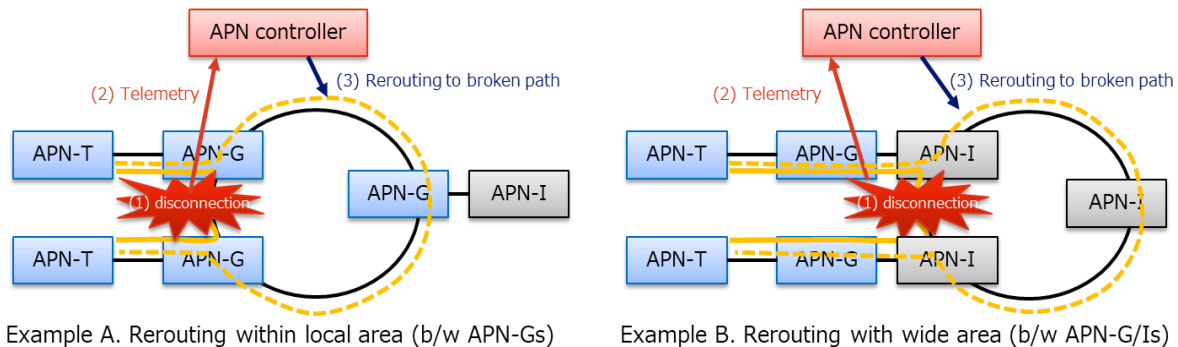 APN controller
(3) Rerouting to broken path
(2) Telemetry
APN-T
APN-G
(1) disconnection
APN-G
APN-I
APN-T
APN-G
Example A. Rerouting within local area (b/w APN-Gs)
APN controller
(3) Rerouting to broken path
(2) Telemetry
APN-T
APN-G
APN-I
(1) disconnection
APN-I
APN-T
APN-G
APN-I
Example B. Rerouting with wide area (b/w APN-G/Is)